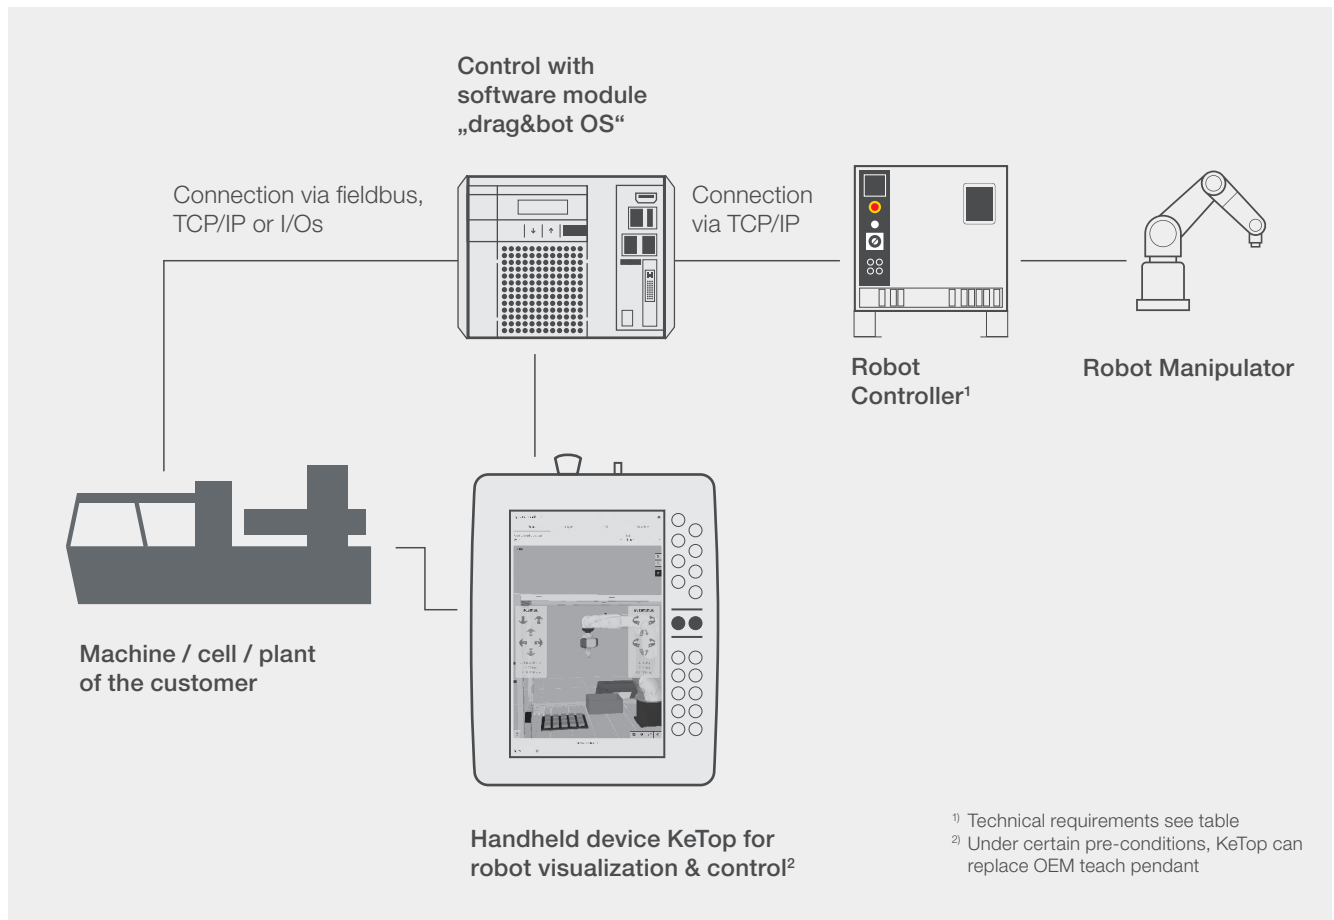 Control with
software module
„drag&bot OS“
Connection via fieldbus,
TCP/IP or I/Os
Connection
via TCP/IP
Robot
Controller¹
Robot Manipulator
Machine / cell / plant
of the customer
Handheld device KeTop for
robot visualization & control²
¹⁾ Technical requirements see table
²⁾ Under certain pre-conditions, KeTop can
replace OEM teach pendant